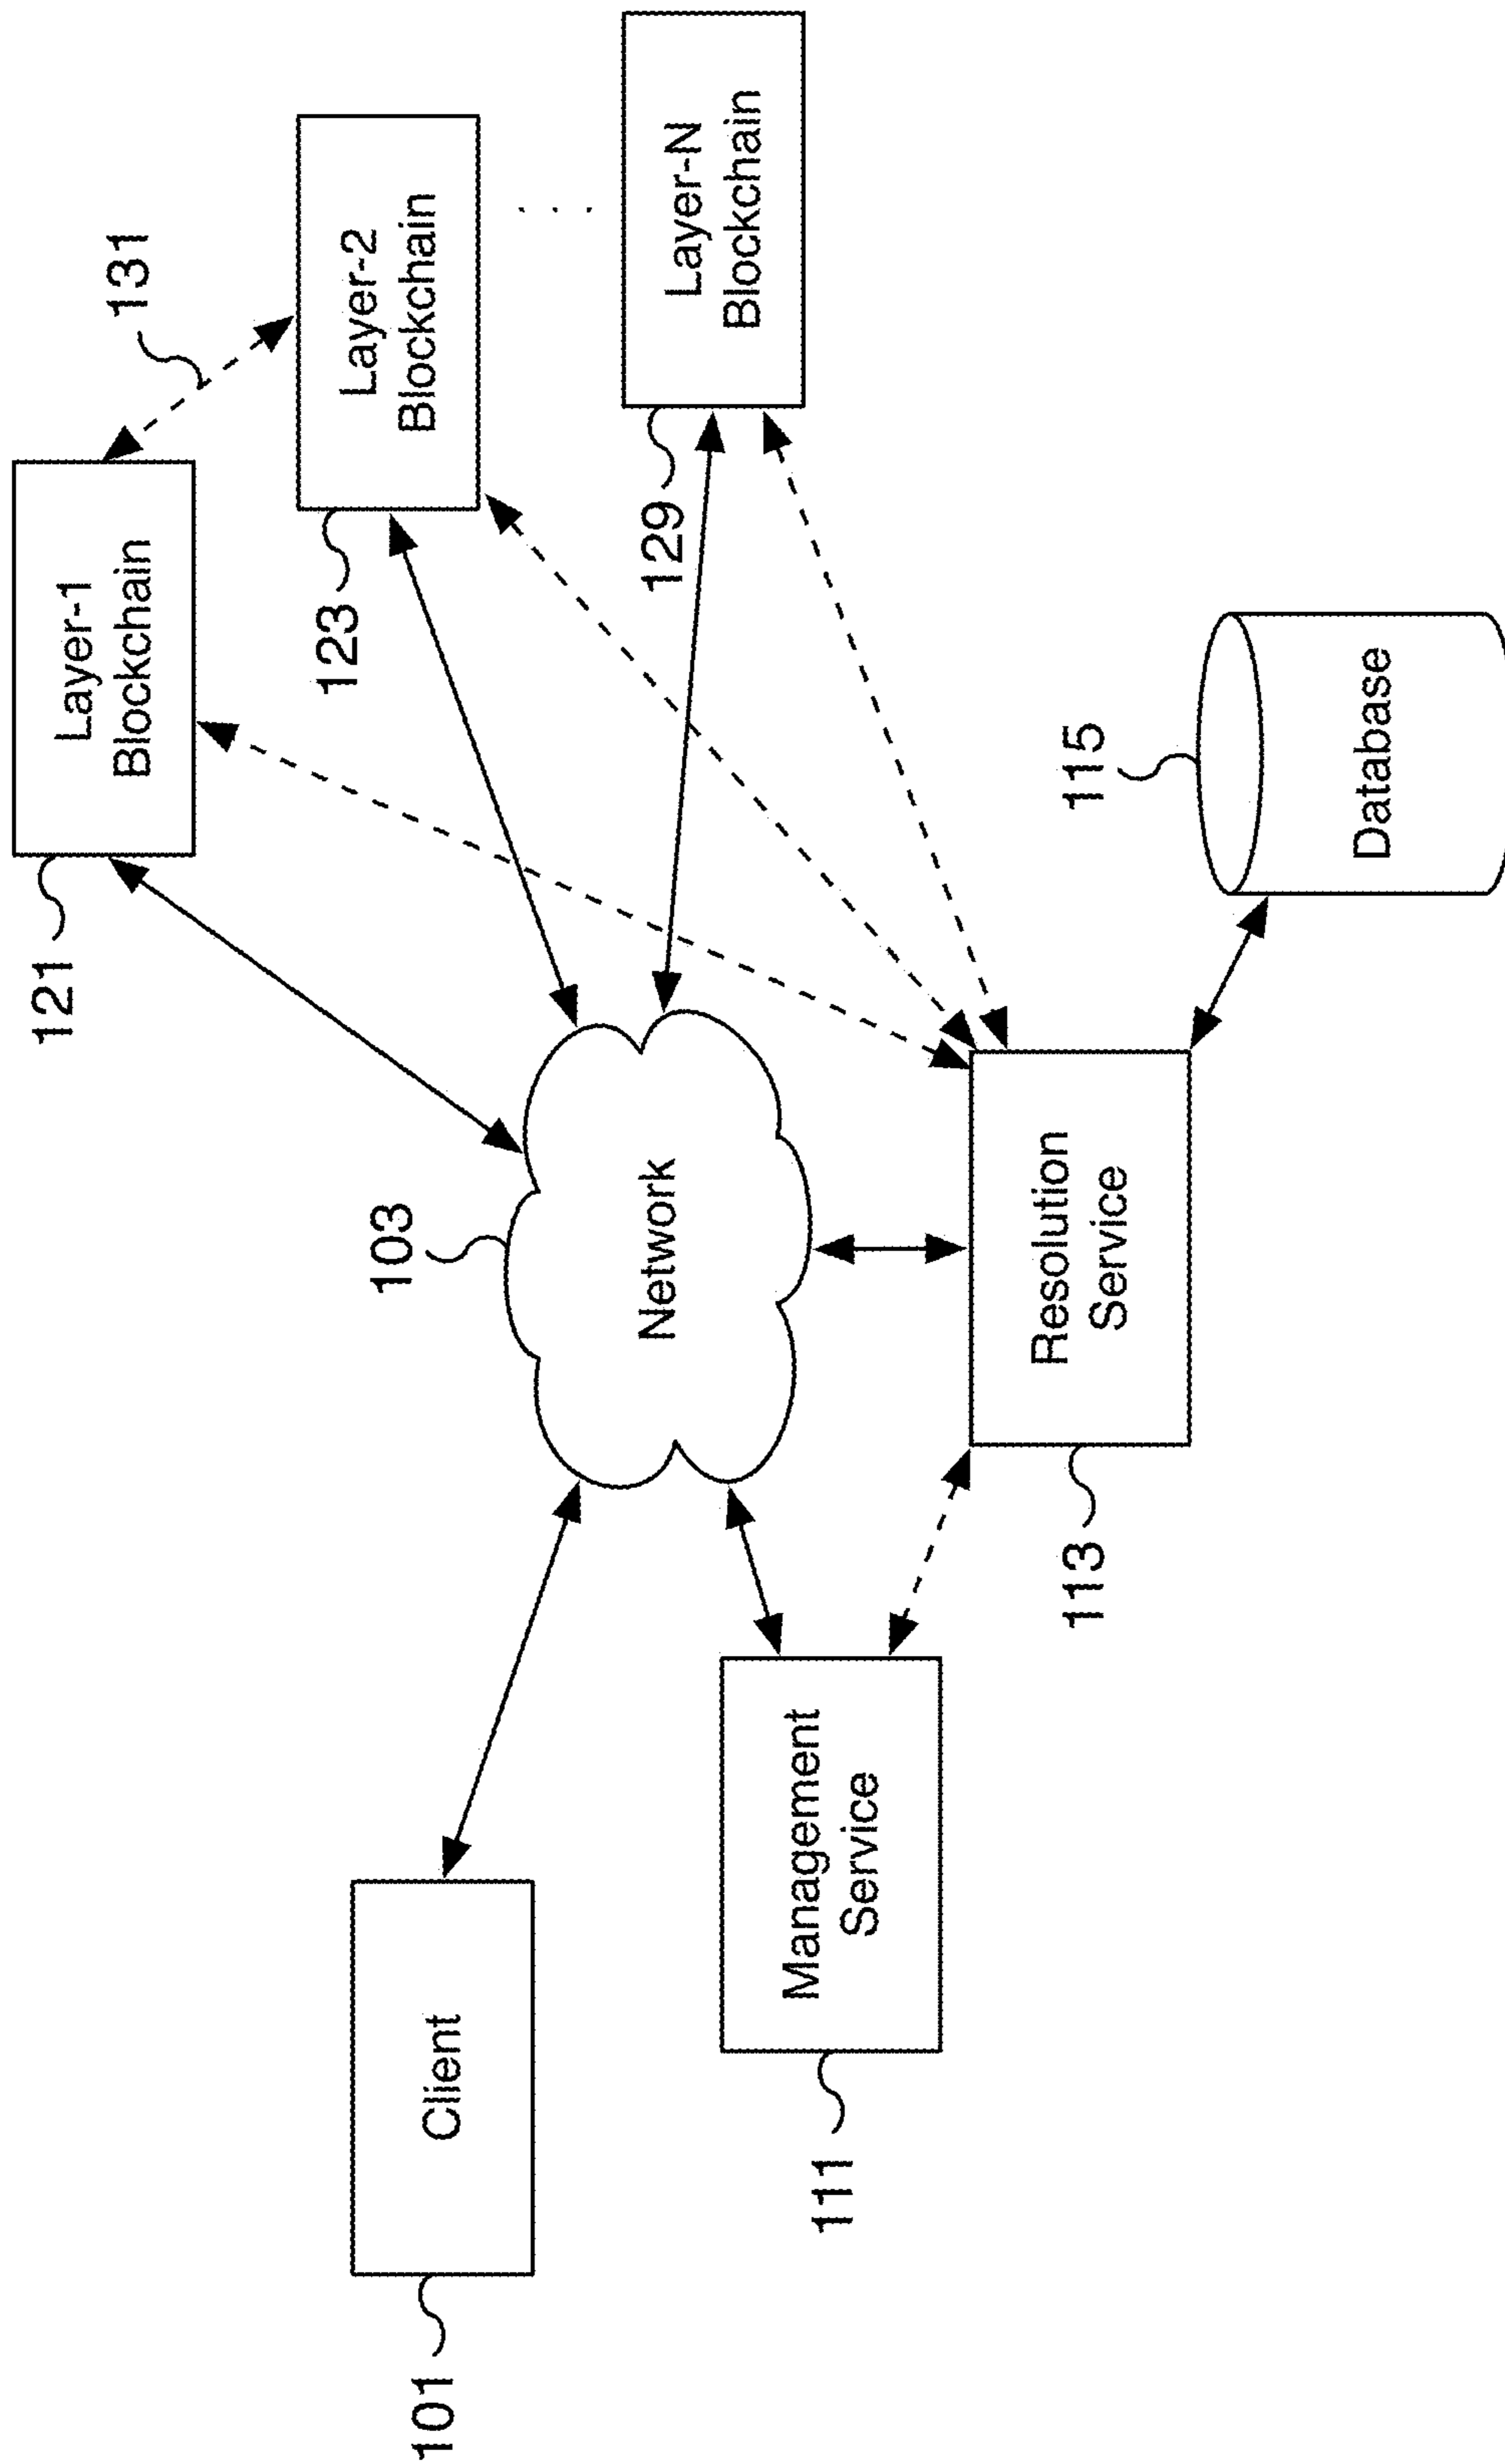 121
Layer-1
Blockchain
131
123
Layer-2
Blockchain
. . .
129
Layer-N
Blockchain
101
Client
103
Network
111
Management
Service
113
Resolution
Service
115
Database